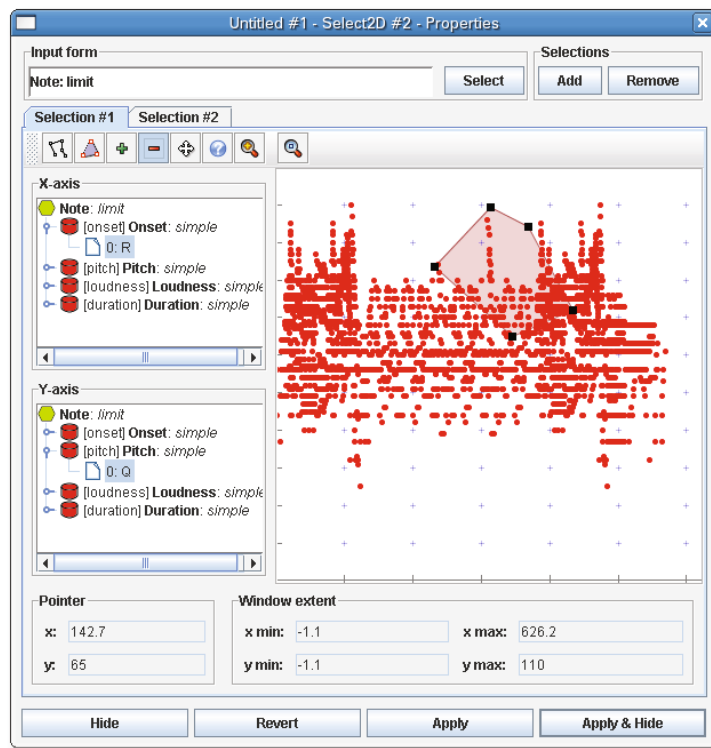 Untitled #1 - Select2D #2 - Properties
Input form
Selections
Note: limit
Select
Add
Remove
Selection #1
Selection #2
X-axis
Note: limit
[onset] Onset: simple
0: R
[pitch] Pitch: simple
[loudness] Loudness: simple
[duration] Duration: simple
Y-axis
Note: limit
[onset] Onset: simple
[pitch] Pitch: simple
0: Q
[loudness] Loudness: simple
[duration] Duration: simple
Pointer
x: 142.7
y: 65
Window extent
x min: -1.1
x max: 626.2
y min: -1.1
y max: 110
Hide
Revert
Apply
Apply & Hide